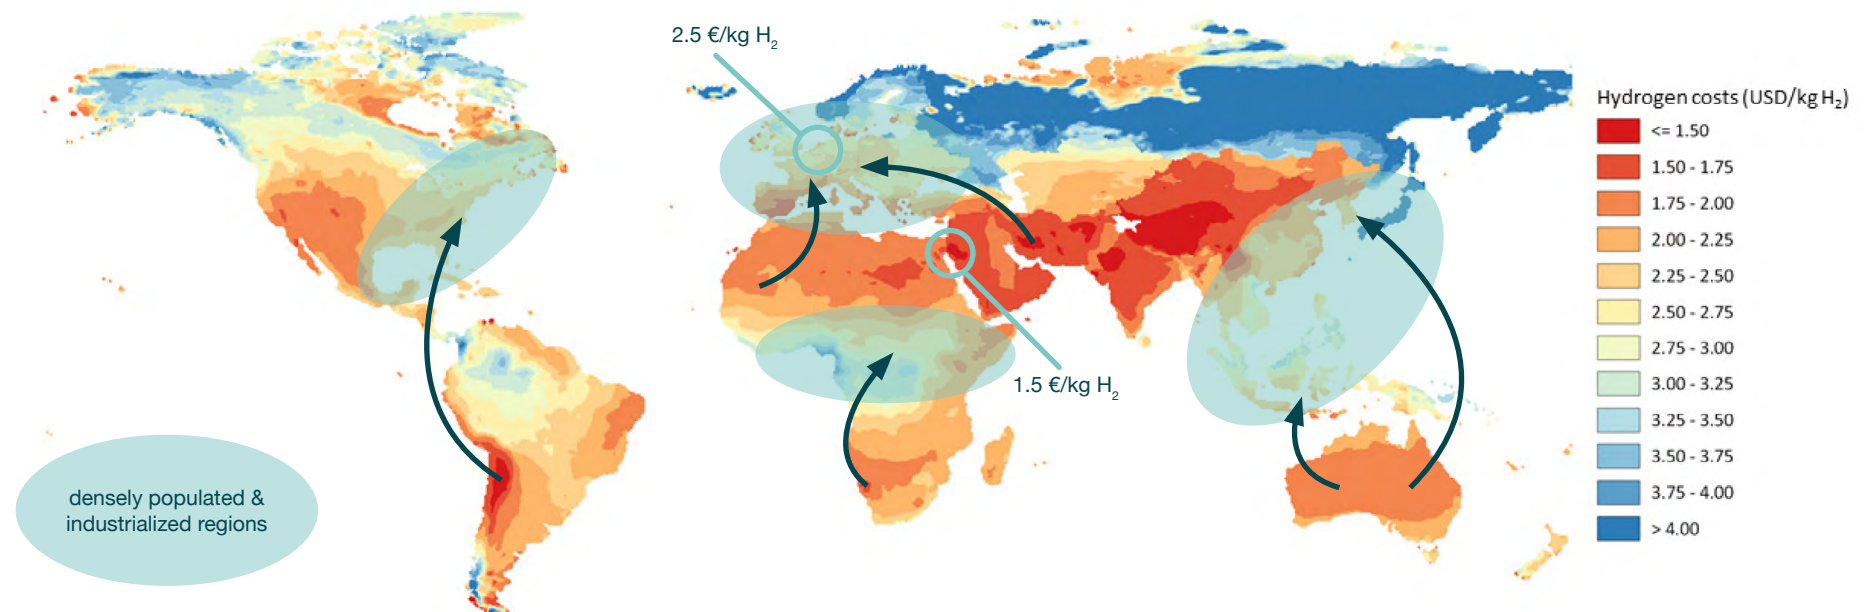 2.5 €/kg H₂
Hydrogen costs (USD/kg H₂)
<= 1.50
1.50 - 1.75
1.75 - 2.00
2.00 - 2.25
2.25 - 2.50
2.50 - 2.75
2.75 - 3.00
3.00 - 3.25
3.25 - 3.50
3.50 - 3.75
3.75 - 4.00
> 4.00
1.5 €/kg H₂
densely populated &
industrialized regions